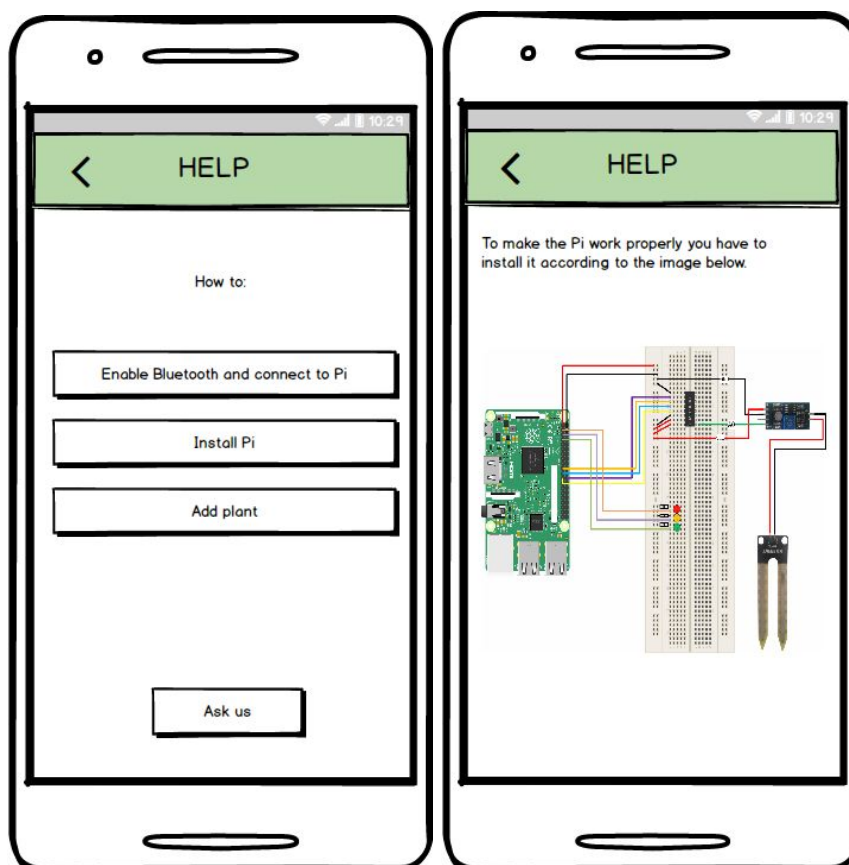 10:29
HELP
How to:
Enable Bluetooth and connect to Pi
Install Pi
Add plant
Ask us
10:29
HELP
To make the Pi work properly you have to
install it according to the image below.